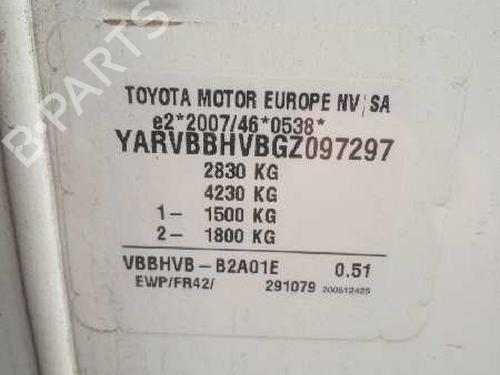 TOYOTA MOTOR EUROPE NV/SA
e2*2007/46*0538*
YARVBBHVBGZ097297
2830 KG
4230 KG
1- 1500 KG
2- 1800 KG
VBBHVB-B2A01E 0.51
EWP/FR42/ 291079 200612425
B-PARTS